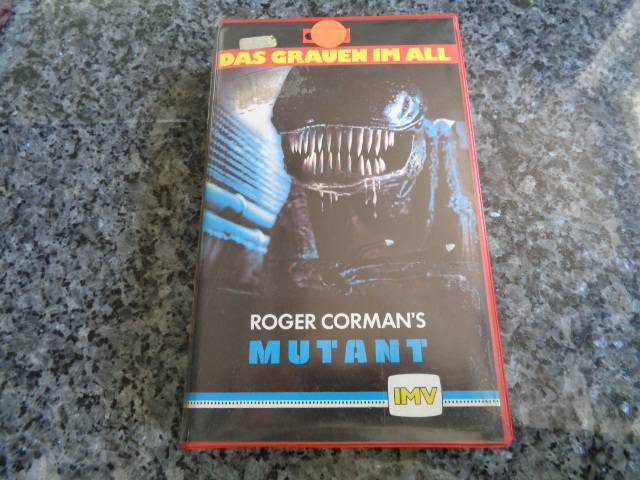 DAS GRAUEN IM ALL
ROGER CORMAN'S
MUTANT
IMV